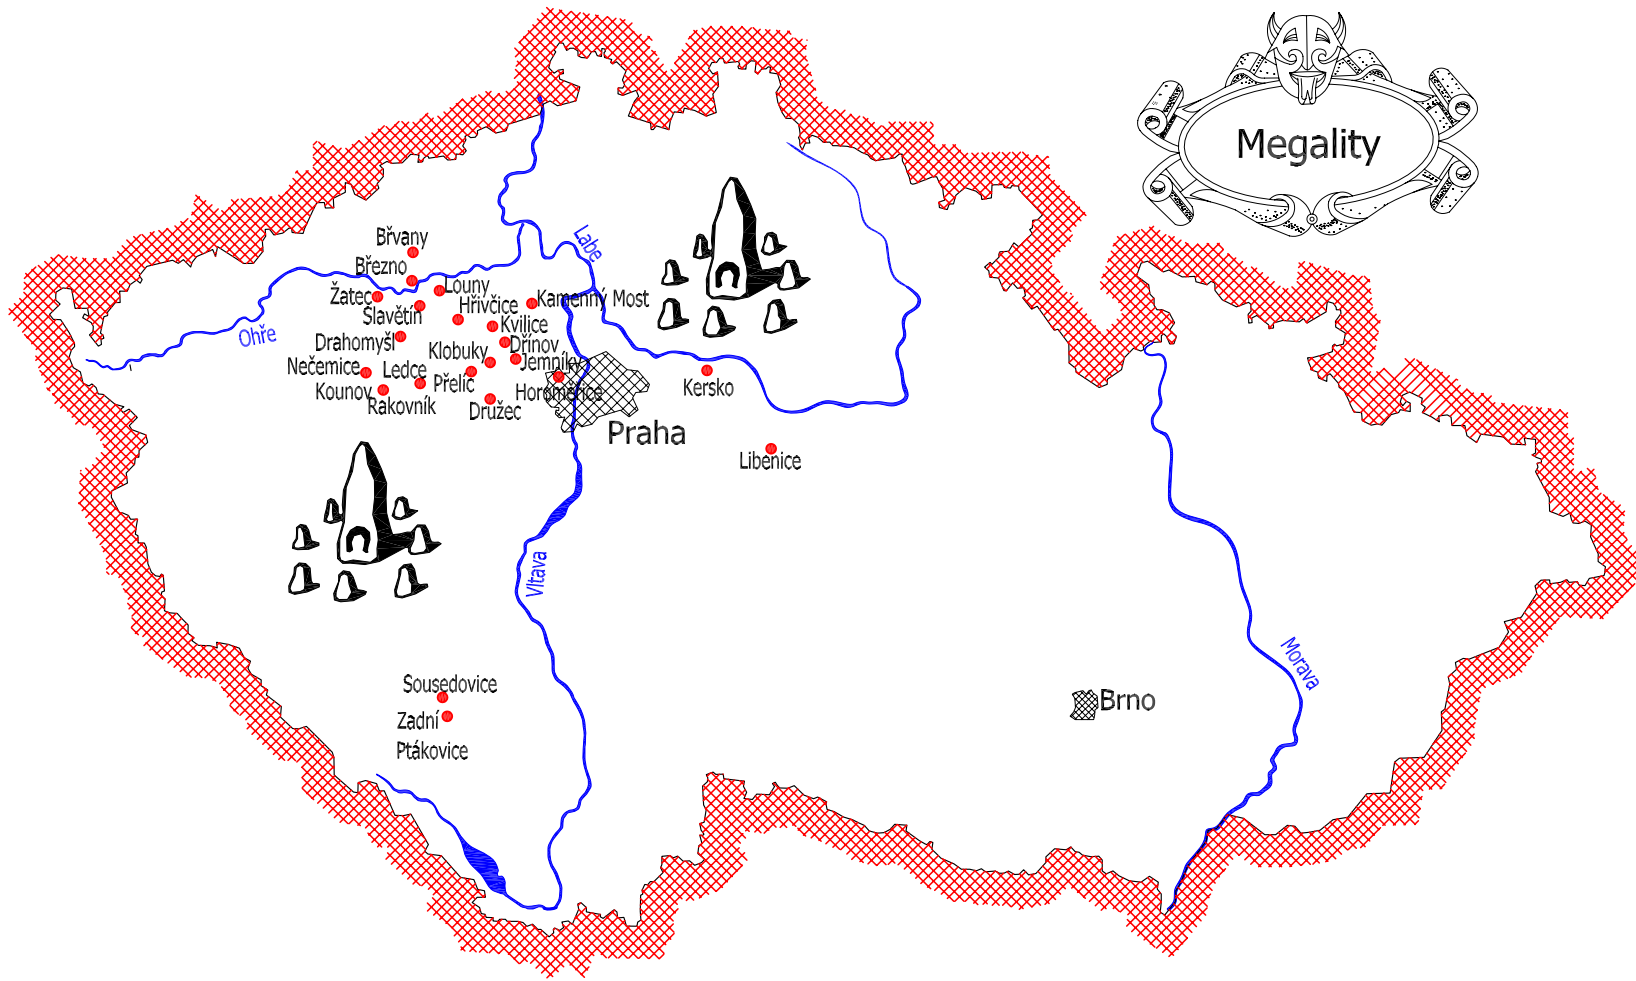 Megality
Břvany
Labe
Březno
Louny
Žatec
Kamenný Most
Hřivčice
Slavětín
Kvilice
Ohře
Drahomyšl
Dřínov
Klobuky
Jemníky
Nečemice
Ledce
Přelíc
Kersko
Kounov
Horoměřice
Rakovník
Družec
Praha
Libenice
Vltava
Morava
Sousedovice
Brno
Zadní
Ptákovice